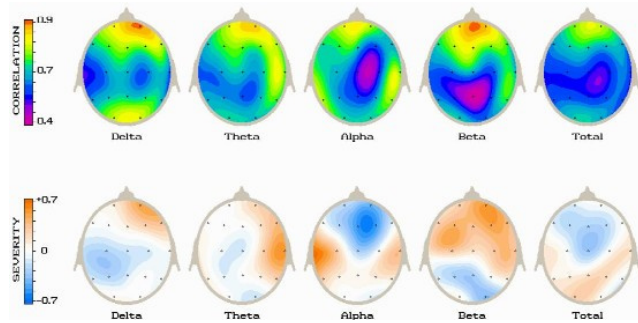 CORRELATION
0.9
0.7
0.4
Delta
Theta
Alpha
Beta
Total
SEVERITY
+0.7
0
-0.7
Delta
Theta
Alpha
Beta
Total